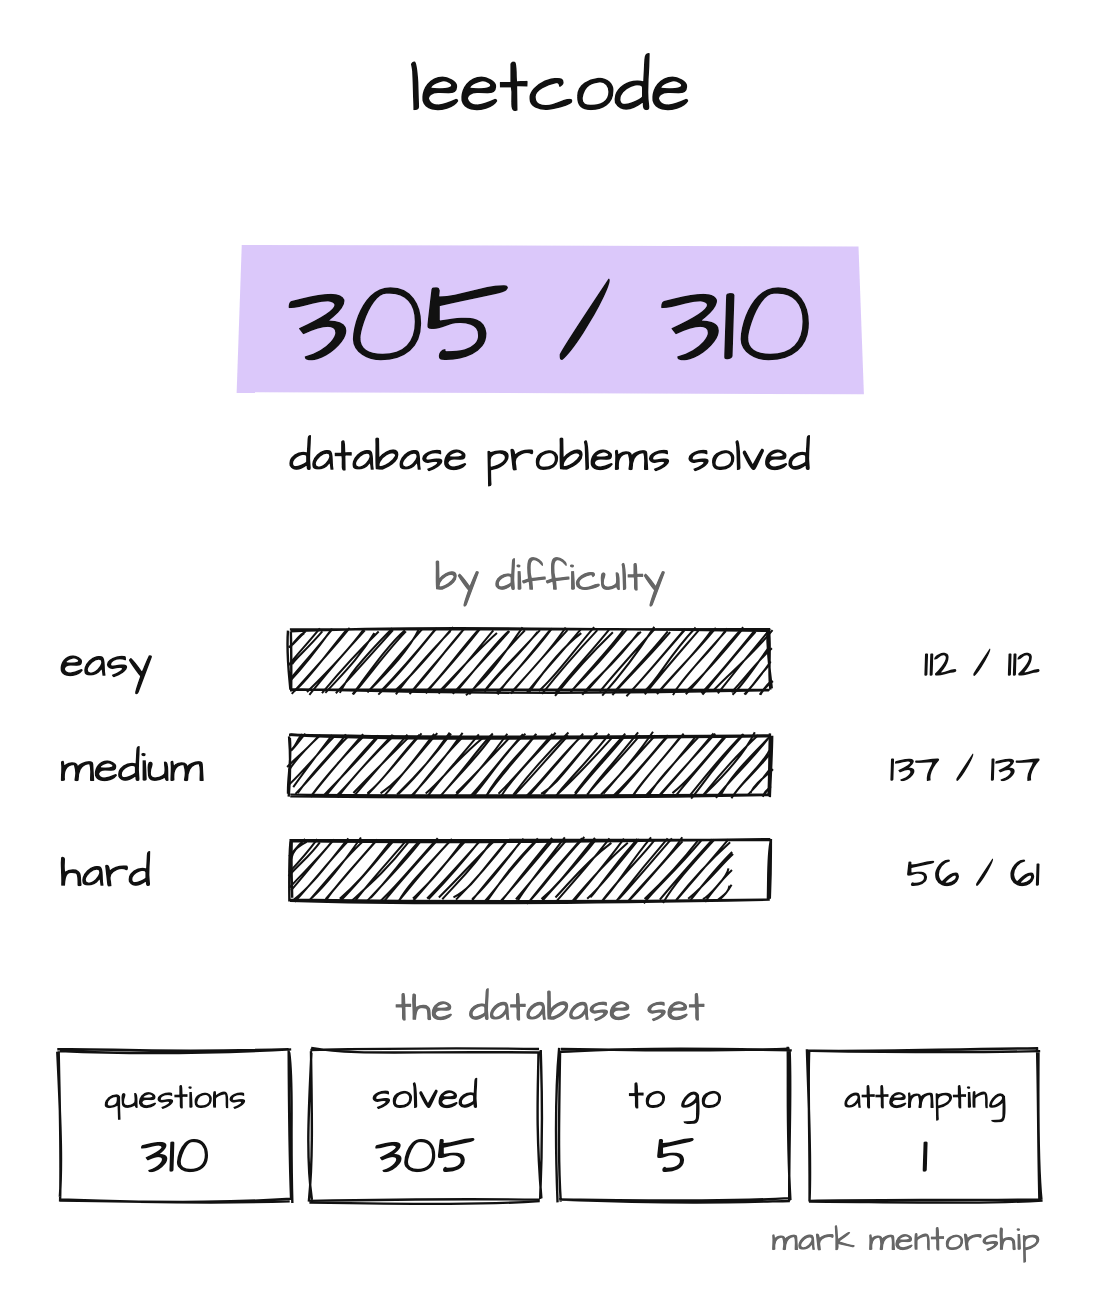 leetcode
305 / 310
database problems solved
by difficulty
easy 112 / 112
medium 137 / 137
hard 56 / 61
the database set
questions solved to go attempting
310 305 5 1
mark mentorship